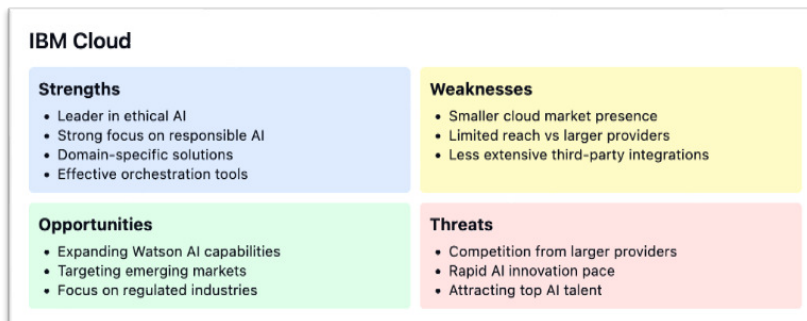 IBM Cloud
Strengths
• Leader in ethical AI
• Strong focus on responsible AI
• Domain-specific solutions
• Effective orchestration tools
Weaknesses
• Smaller cloud market presence
• Limited reach vs larger providers
• Less extensive third-party integrations
Opportunities
• Expanding Watson AI capabilities
• Targeting emerging markets
• Focus on regulated industries
Threats
• Competition from larger providers
• Rapid AI innovation pace
• Attracting top AI talent